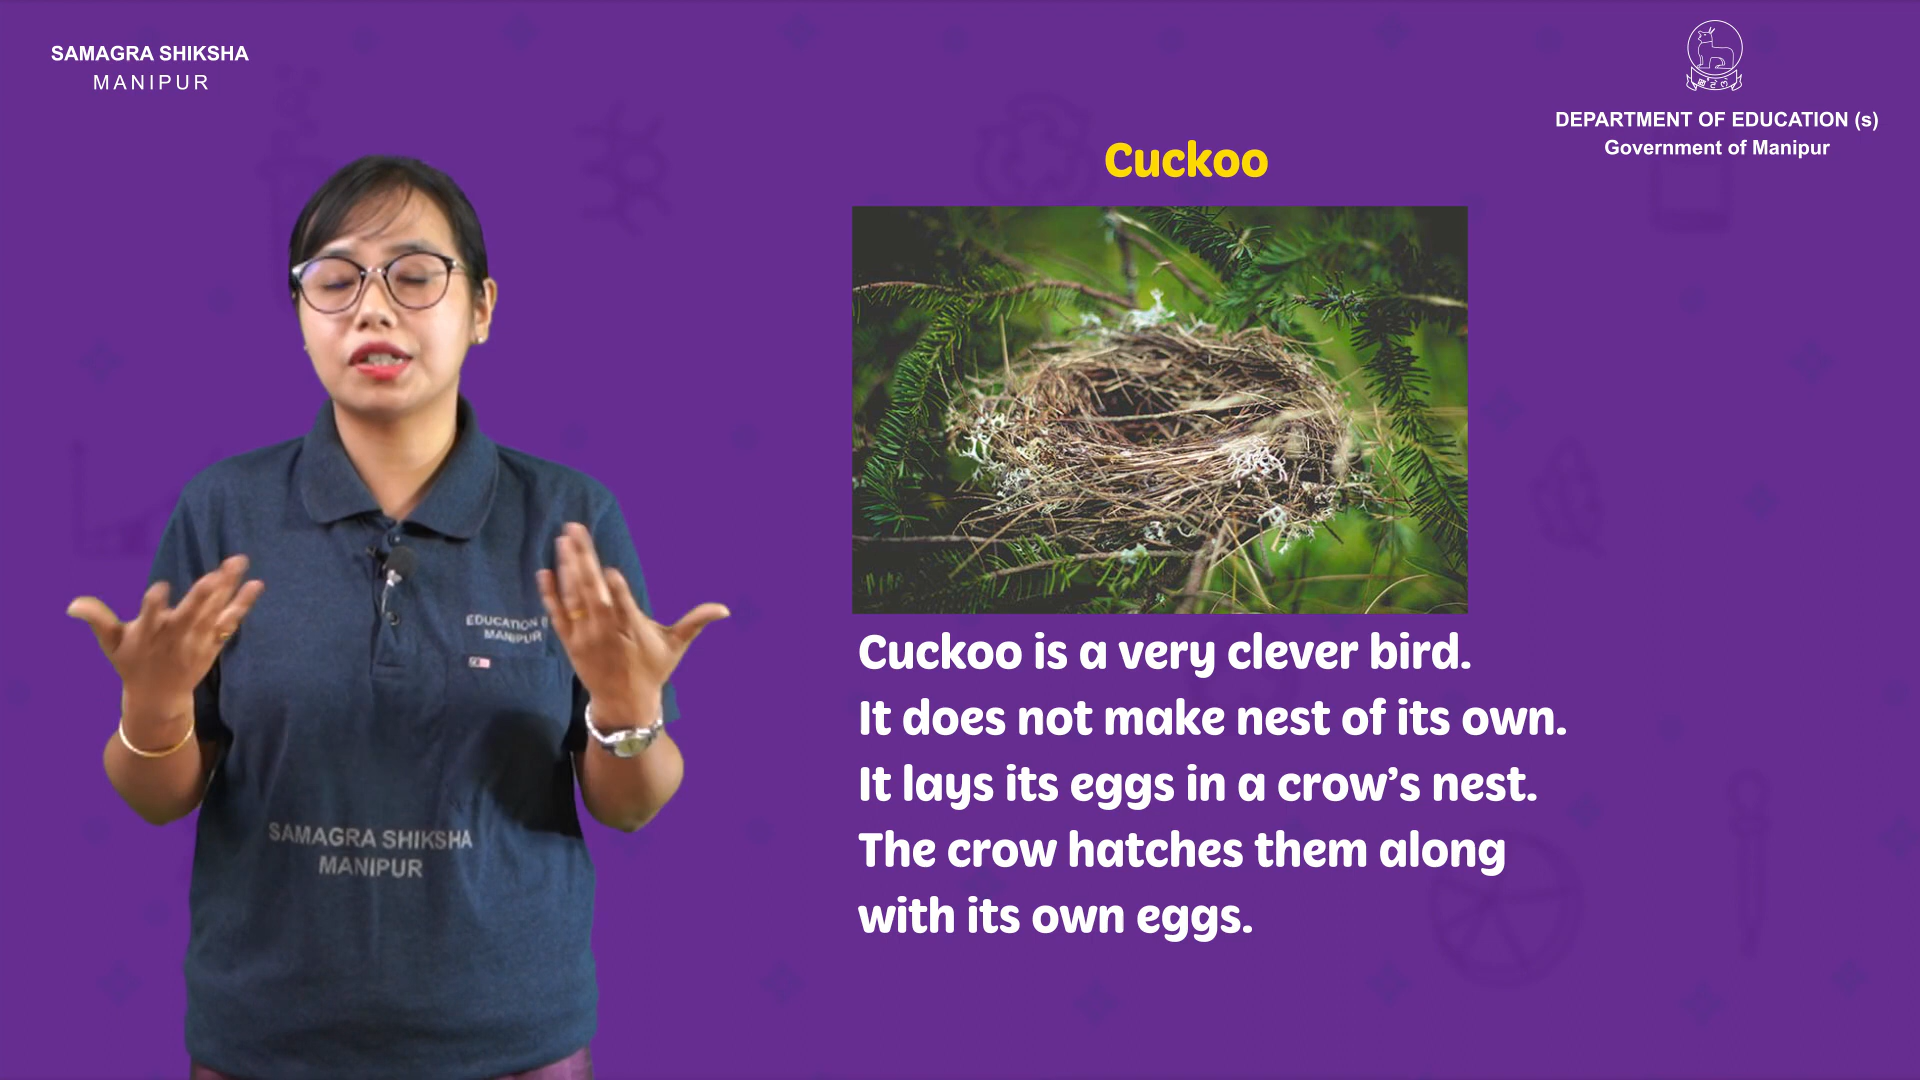 SAMAGRA SHIKSHA
MANIPUR
DEPARTMENT OF EDUCATION (s)
Government of Manipur
Cuckoo
Cuckoo is a very clever bird.
It does not make nest of its own.
It lays its eggs in a crow's nest.
The crow hatches them along
with its own eggs.
EDUCATION
MANIPUR
SAMAGRA SHIKSHA
MANIPUR